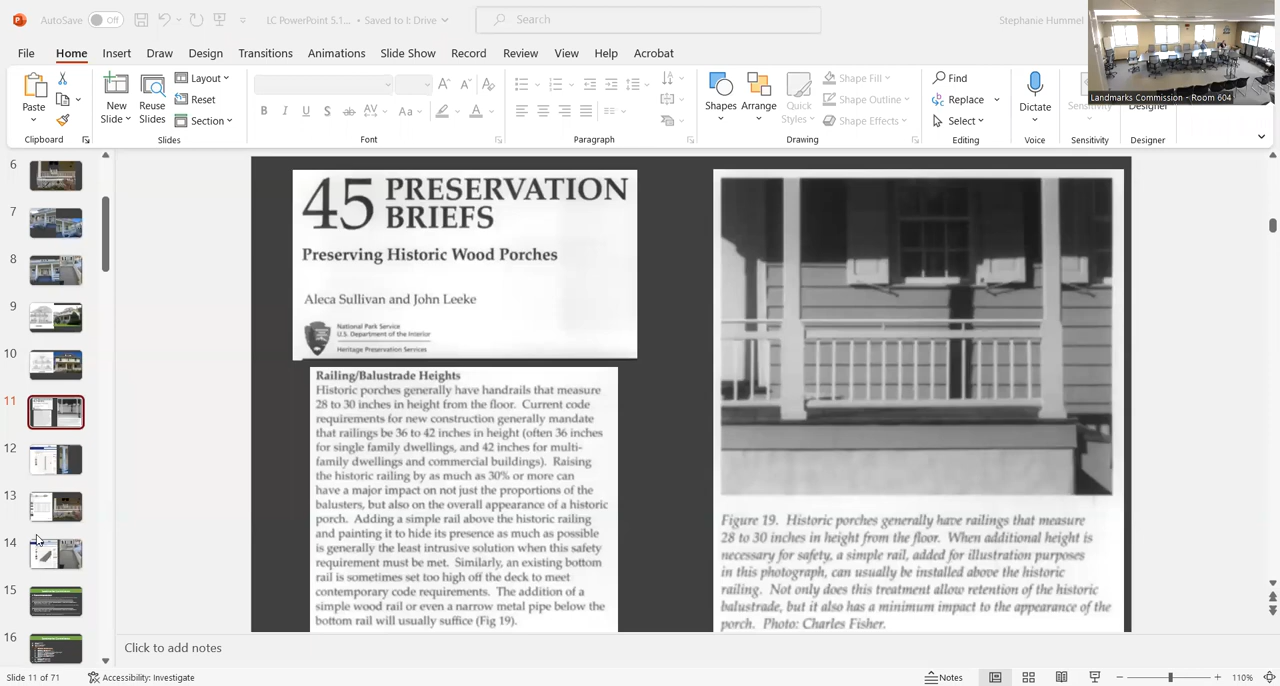 AutoSave
Off
LC PowerPoint 5.1... • Saved to I: Drive
Search
Stephanie Hummel
File
Home
Insert
Draw
Design
Transitions
Animations
Slide Show
Record
Review
View
Help
Acrobat
Landmarks Commission - Room 604
Paste
New
Slide
Reuse
Slides
Layout
Reset
Section
Shapes
Arrange
Quick
Styles
Shape Fill
Shape Outline
Shape Effects
Find
Replace
Select
Dictate
Sensitivity
Designer
Clipboard
Slides
Font
Paragraph
Drawing
Editing
Voice
Sensitivity
Designer
6
7
8
9
10
11
12
13
14
15
16
45 PRESERVATION
BRIEFS
Preserving Historic Wood Porches
Aleca Sullivan and John Leeke
National Park Service
U.S. Department of the Interior
Heritage Preservation Services
Railing/Balustrade Heights
Historic porches generally have handrails that measure
28 to 30 inches in height from the floor. Current code
requirements for new construction generally mandate
that railings be 36 to 42 inches in height (often 36 inches
for single family dwellings, and 42 inches for multi-
family dwellings and commercial buildings). Raising
the historic railing by as much as 30% or more can
have a major impact on not just the proportions of the
balusters, but also on the overall appearance of a historic
porch. Adding a simple rail above the historic railing
and painting it to hide its presence as much as possible
is generally the least intrusive solution when this safety
requirement must be met. Similarly, an existing bottom
rail is sometimes set too high off the deck to meet
contemporary code requirements. The addition of a
simple wood rail or even a narrow metal pipe below the
bottom rail will usually suffice (Fig 19).
Figure 19. Historic porches generally have railings that measure
28 to 30 inches in height from the floor. When additional height is
necessary for safety, a simple rail, added for illustration purposes
in this photograph, can usually be installed above the historic
railing. Not only does this treatment allow retention of the historic
balustrade, but it also has a minimum impact to the appearance of the
porch. Photo: Charles Fisher.
Click to add notes
Slide 11 of 71
Accessibility: Investigate
Notes
110%